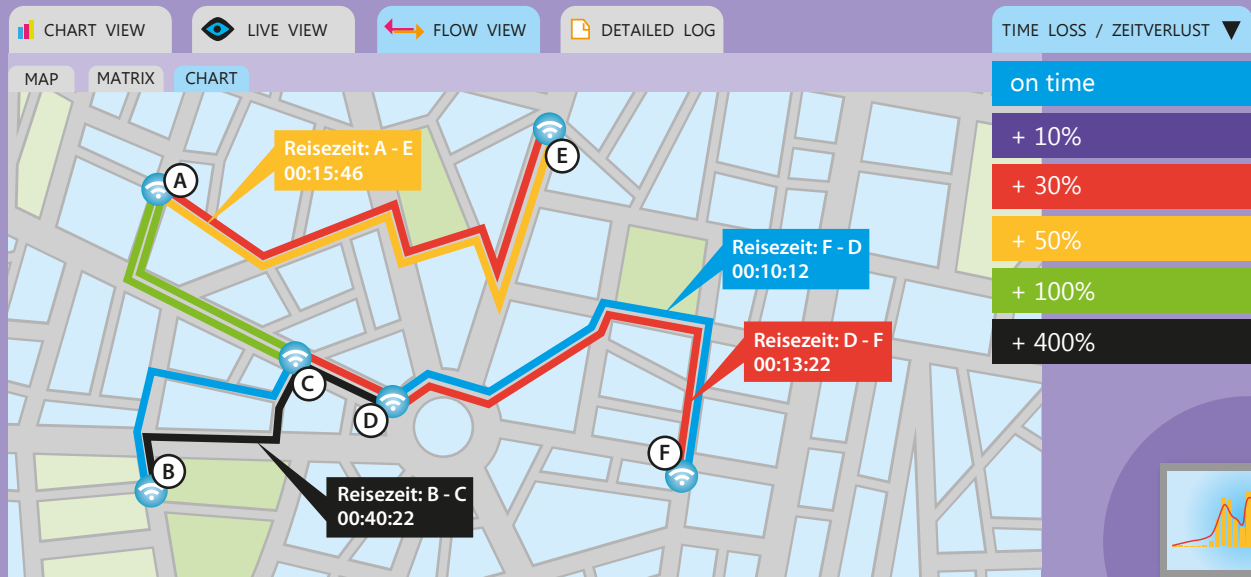 CHART VIEW
LIVE VIEW
FLOW VIEW
DETAILED LOG
TIME LOSS / ZEITVERLUST
MAP
MATRIX
CHART
on time
+ 10%
+ 30%
+ 50%
+ 100%
+ 400%
Reisezeit: A - E
00:15:46
E
A
Reisezeit: F - D
00:10:12
Reisezeit: D - F
00:13:22
C
D
F
B
Reisezeit: B - C
00:40:22